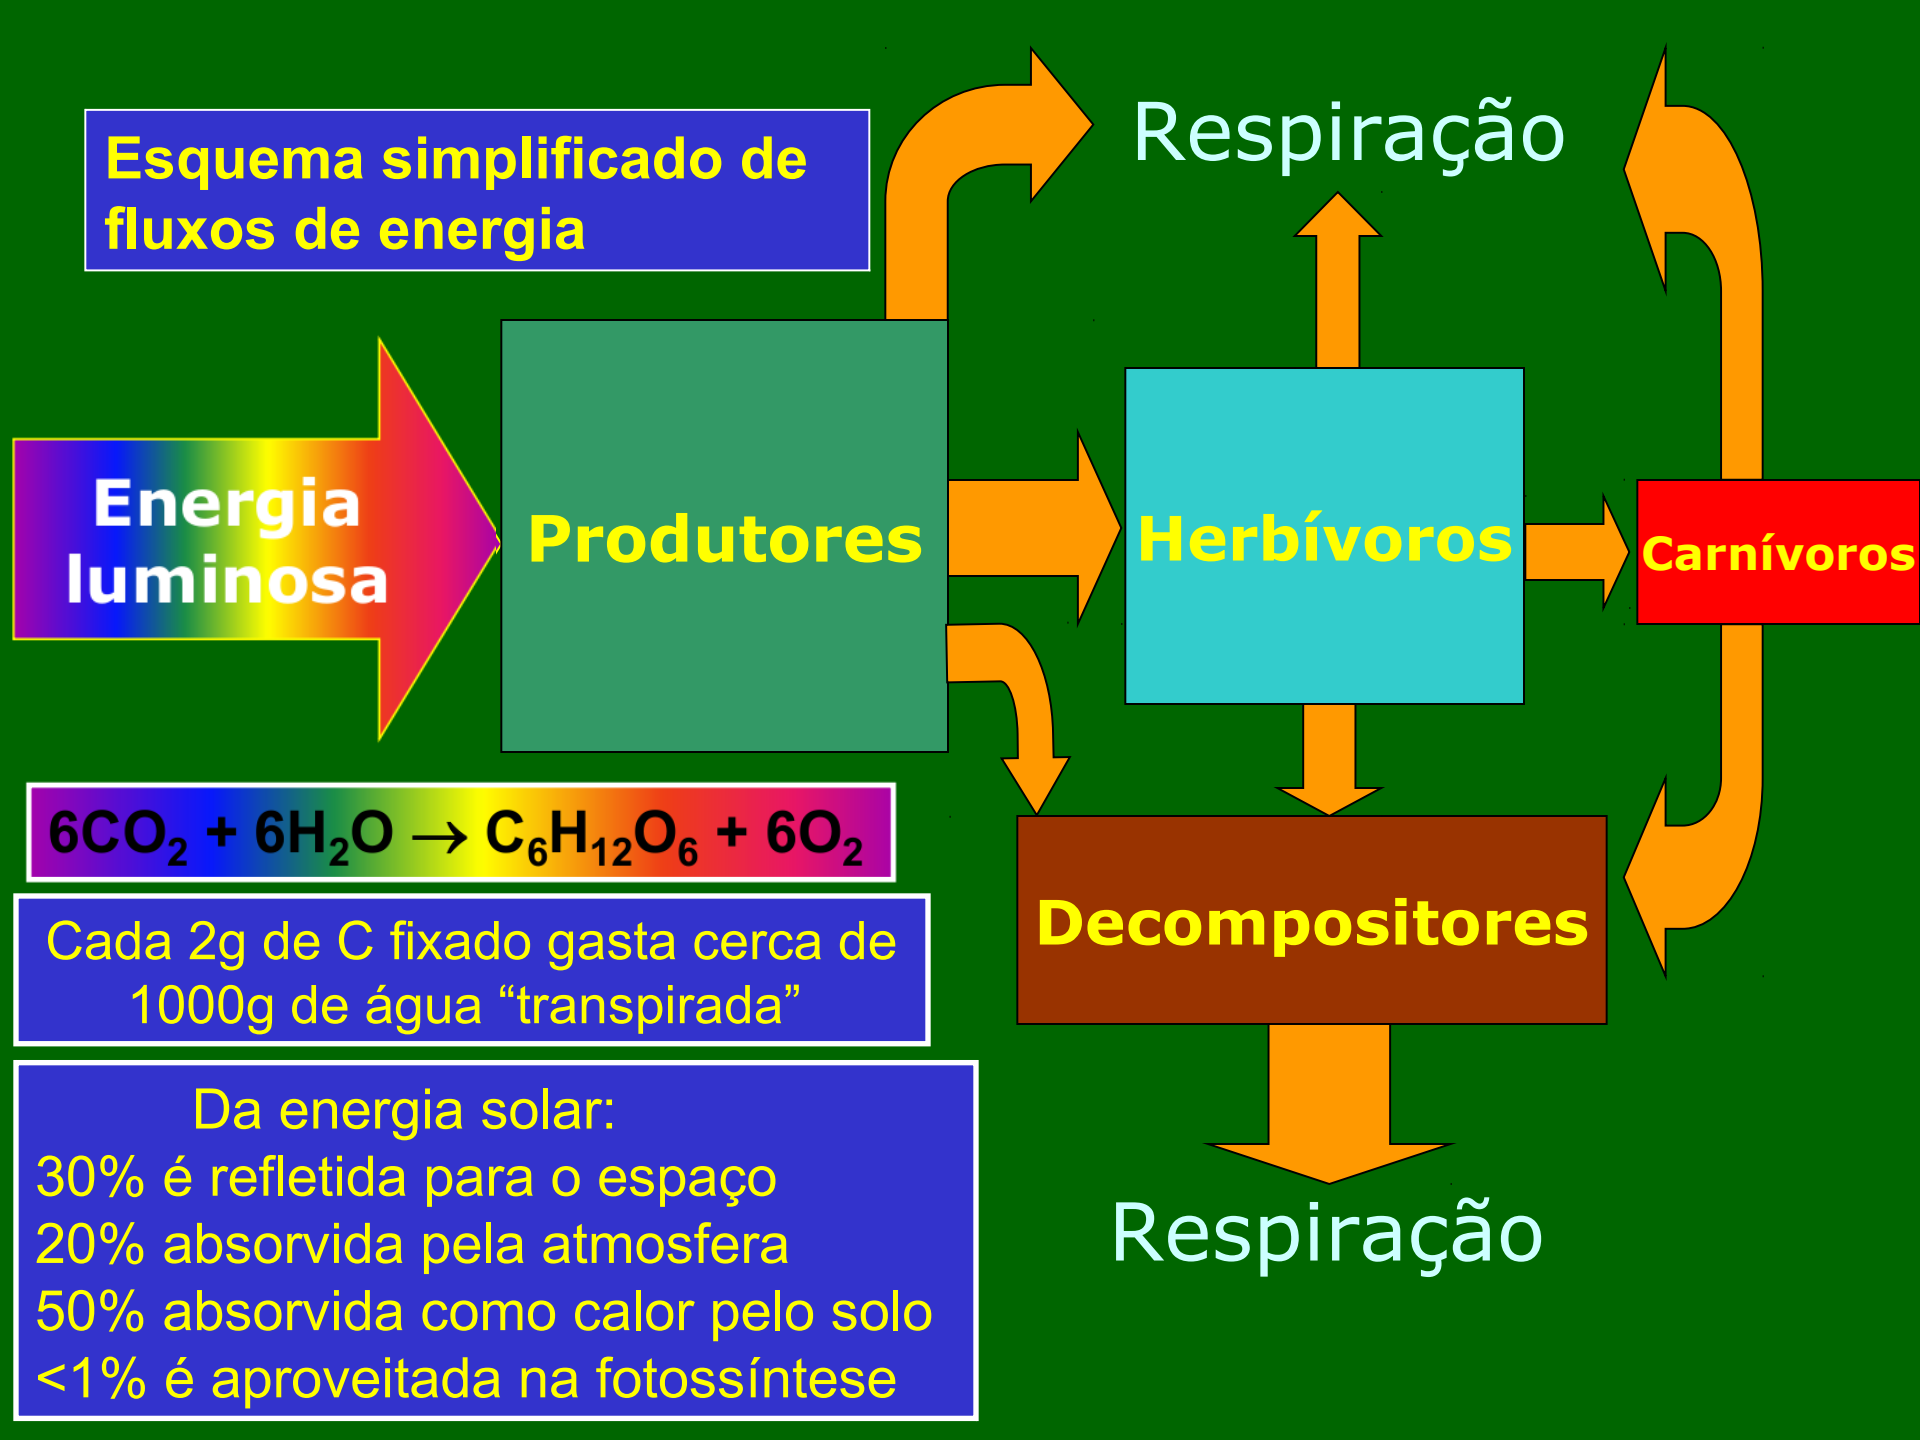 Esquema simplificado de
fluxos de energia
Respiração
Energia
luminosa
Produtores
Herbívoros
Carnívoros
6CO₂ + 6H₂O → C₆H₁₂O₆ + 6O₂
Cada 2g de C fixado gasta cerca de
1000g de água “transpirada”
Decompositores
Da energia solar:
30% é refletida para o espaço
20% absorvida pela atmosfera
50% absorvida como calor pelo solo
<1% é aproveitada na fotossíntese
Respiração